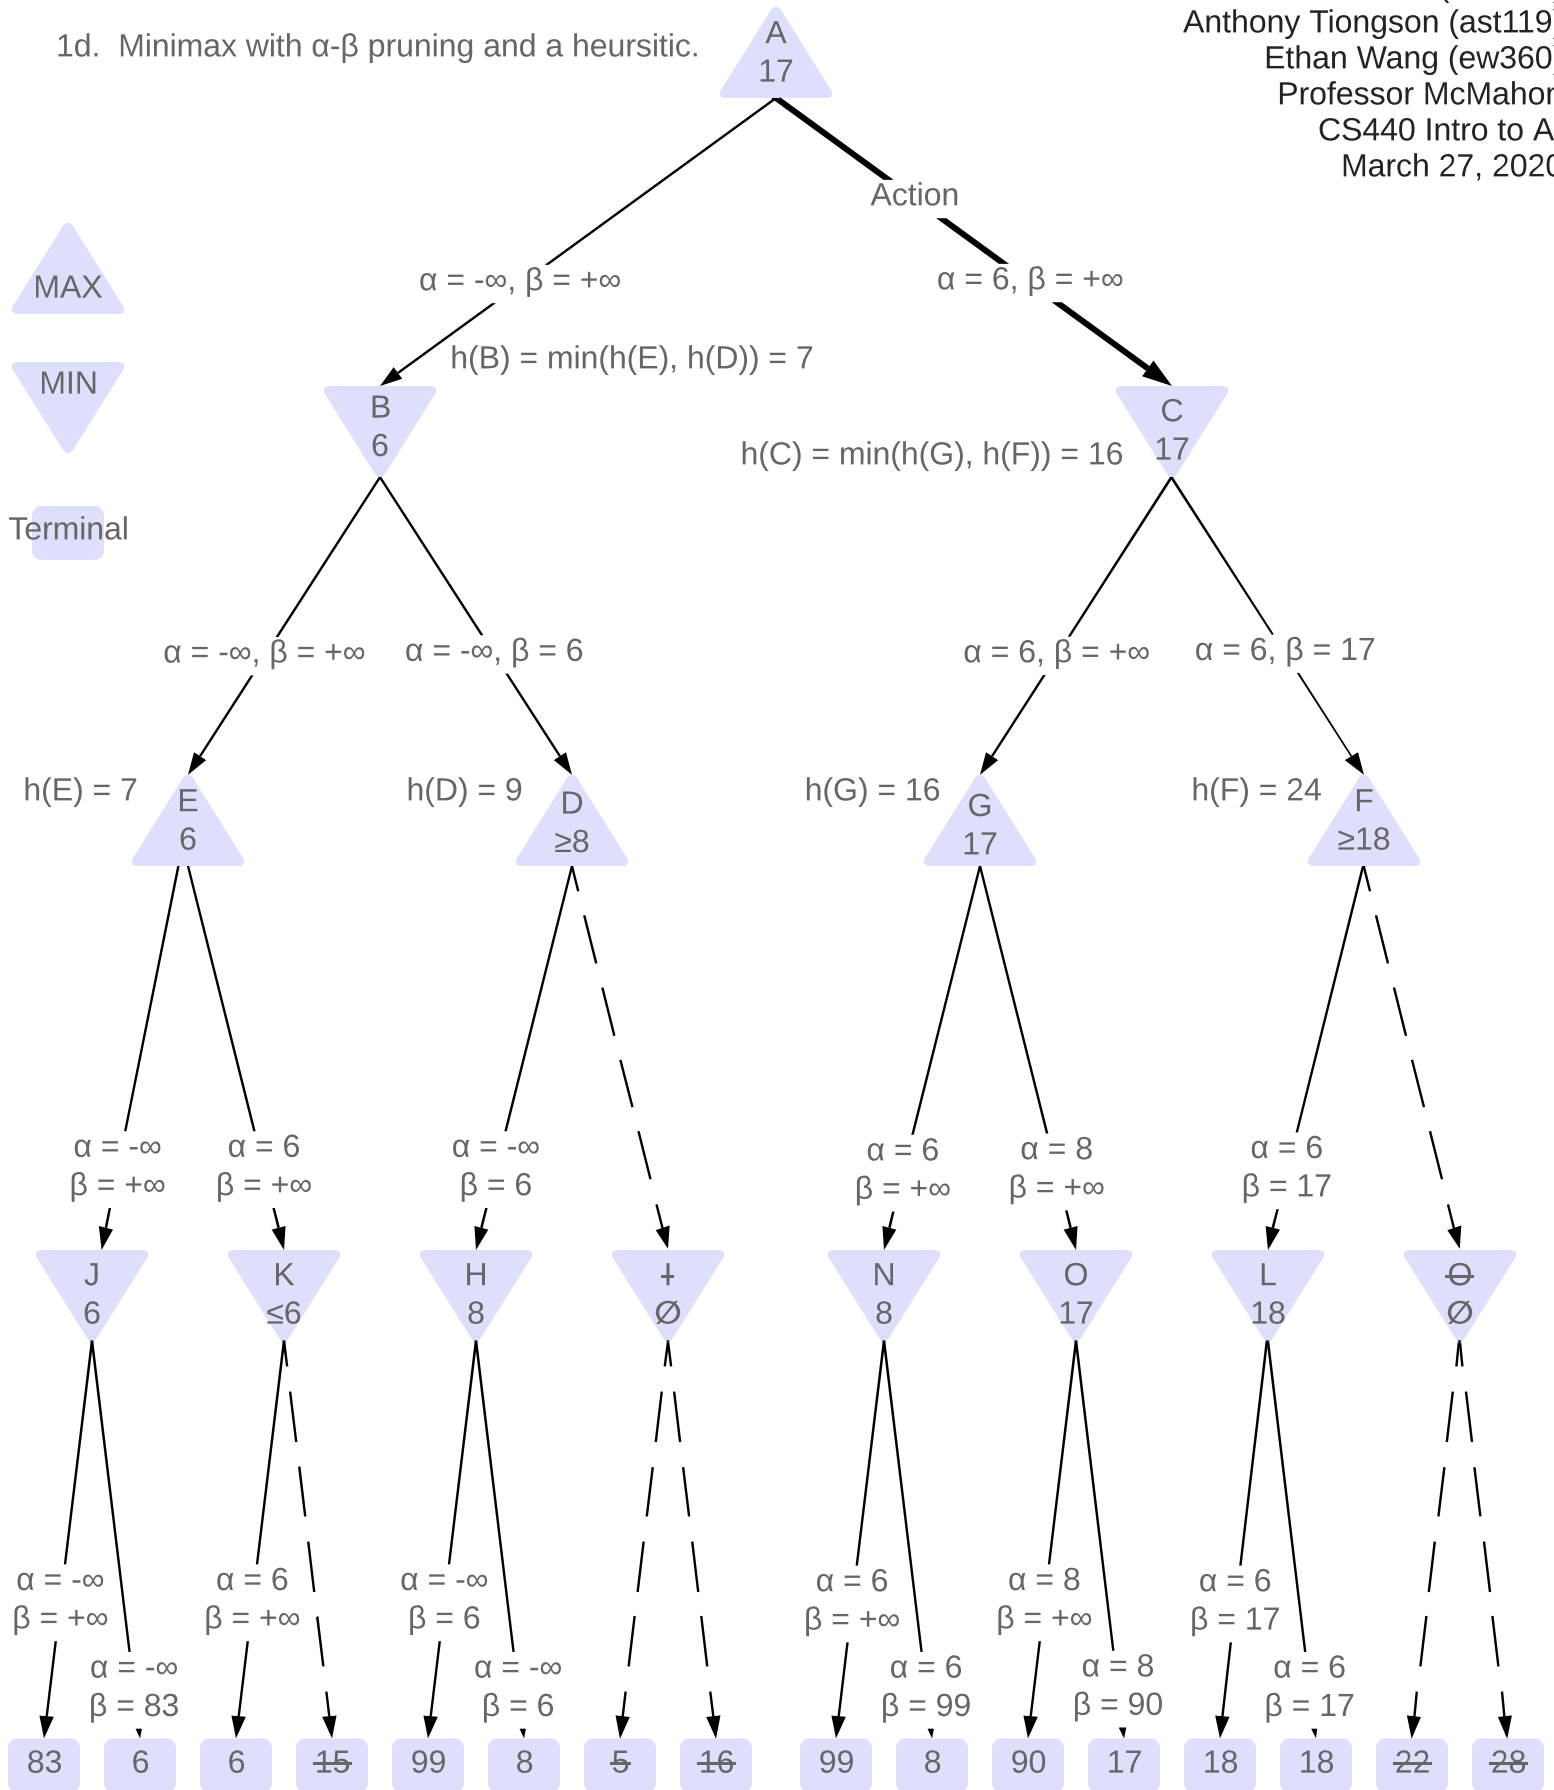 1d.  Minimax with α-β pruning and a heursitic.
Anthony Tiongson (ast119)
Ethan Wang (ew360)
Professor McMahon
CS440 Intro to A
March 27, 2020
A
17
Action
MAX
α = -∞, β = +∞
α = 6, β = +∞
h(B) = min(h(E), h(D)) = 7
MIN
B
6
C
17
h(C) = min(h(G), h(F)) = 16
Terminal
α = -∞, β = +∞
α = -∞, β = 6
α = 6, β = +∞
α = 6, β = 17
h(E) = 7
E
6
h(D) = 9
D
≥8
h(G) = 16
G
17
h(F) = 24
F
≥18
α = -∞
β = +∞
α = 6
β = +∞
α = -∞
β = 6
α = 6
β = +∞
α = 8
β = +∞
α = 6
β = 17
J
6
K
≤6
H
8
I
Ø
N
8
O
17
L
18
O
Ø
α = -∞
β = +∞
α = -∞
β = 83
α = 6
β = +∞
α = -∞
β = 6
α = -∞
β = 6
α = 6
β = +∞
α = 6
β = 99
α = 8
β = +∞
α = 8
β = 90
α = 6
β = 17
α = 6
β = 17
83 6 6 15 99 8 5 16 99 8 90 17 18 18 22 28